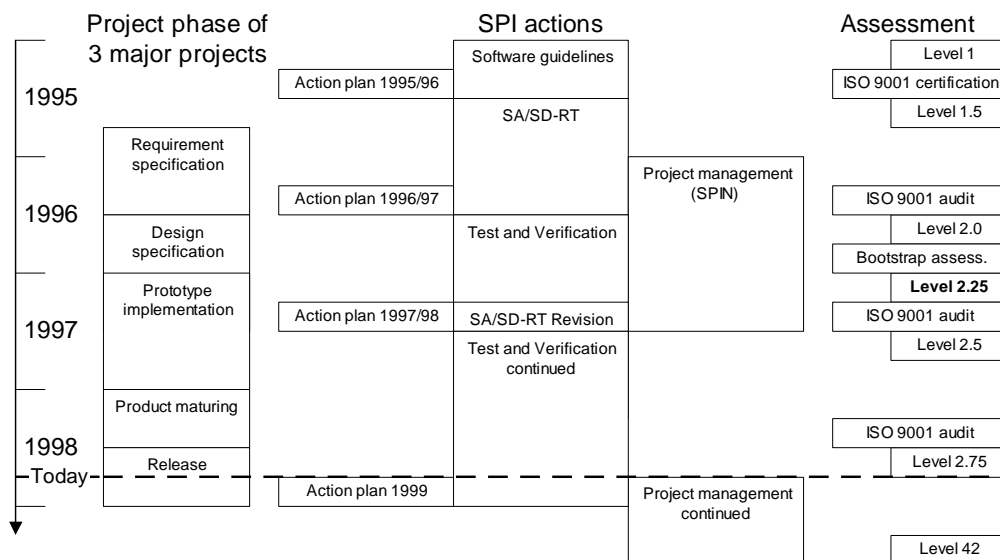 Project phase of
3 major projects
SPI actions
Assessment
1995
1996
1997
1998
Today
Requirement
specification
Design
specification
Prototype
implementation
Product maturing
Release
Action plan 1995/96
Action plan 1996/97
Action plan 1997/98
Action plan 1999
Software guidelines
SA/SD-RT
Test and Verification
SA/SD-RT Revision
Test and Verification
continued
Project management
(SPIN)
Project management
continued
Level 1
ISO 9001 certification
Level 1.5
ISO 9001 audit
Level 2.0
Bootstrap assess.
Level 2.25
ISO 9001 audit
Level 2.5
ISO 9001 audit
Level 2.75
Level 42